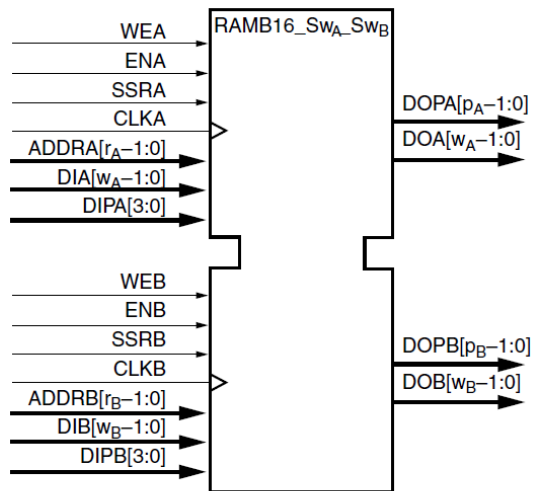 RAMB16_SwA_SwB
WEA
ENA
SSRA
CLKA
ADDRA[rA–1:0]
DIA[wA–1:0]
DIPA[3:0]
DOPA[pA–1:0]
DOA[wA–1:0]
WEB
ENB
SSRB
CLKB
ADDRB[rB–1:0]
DIB[wB–1:0]
DIPB[3:0]
DOPB[pB–1:0]
DOB[wB–1:0]